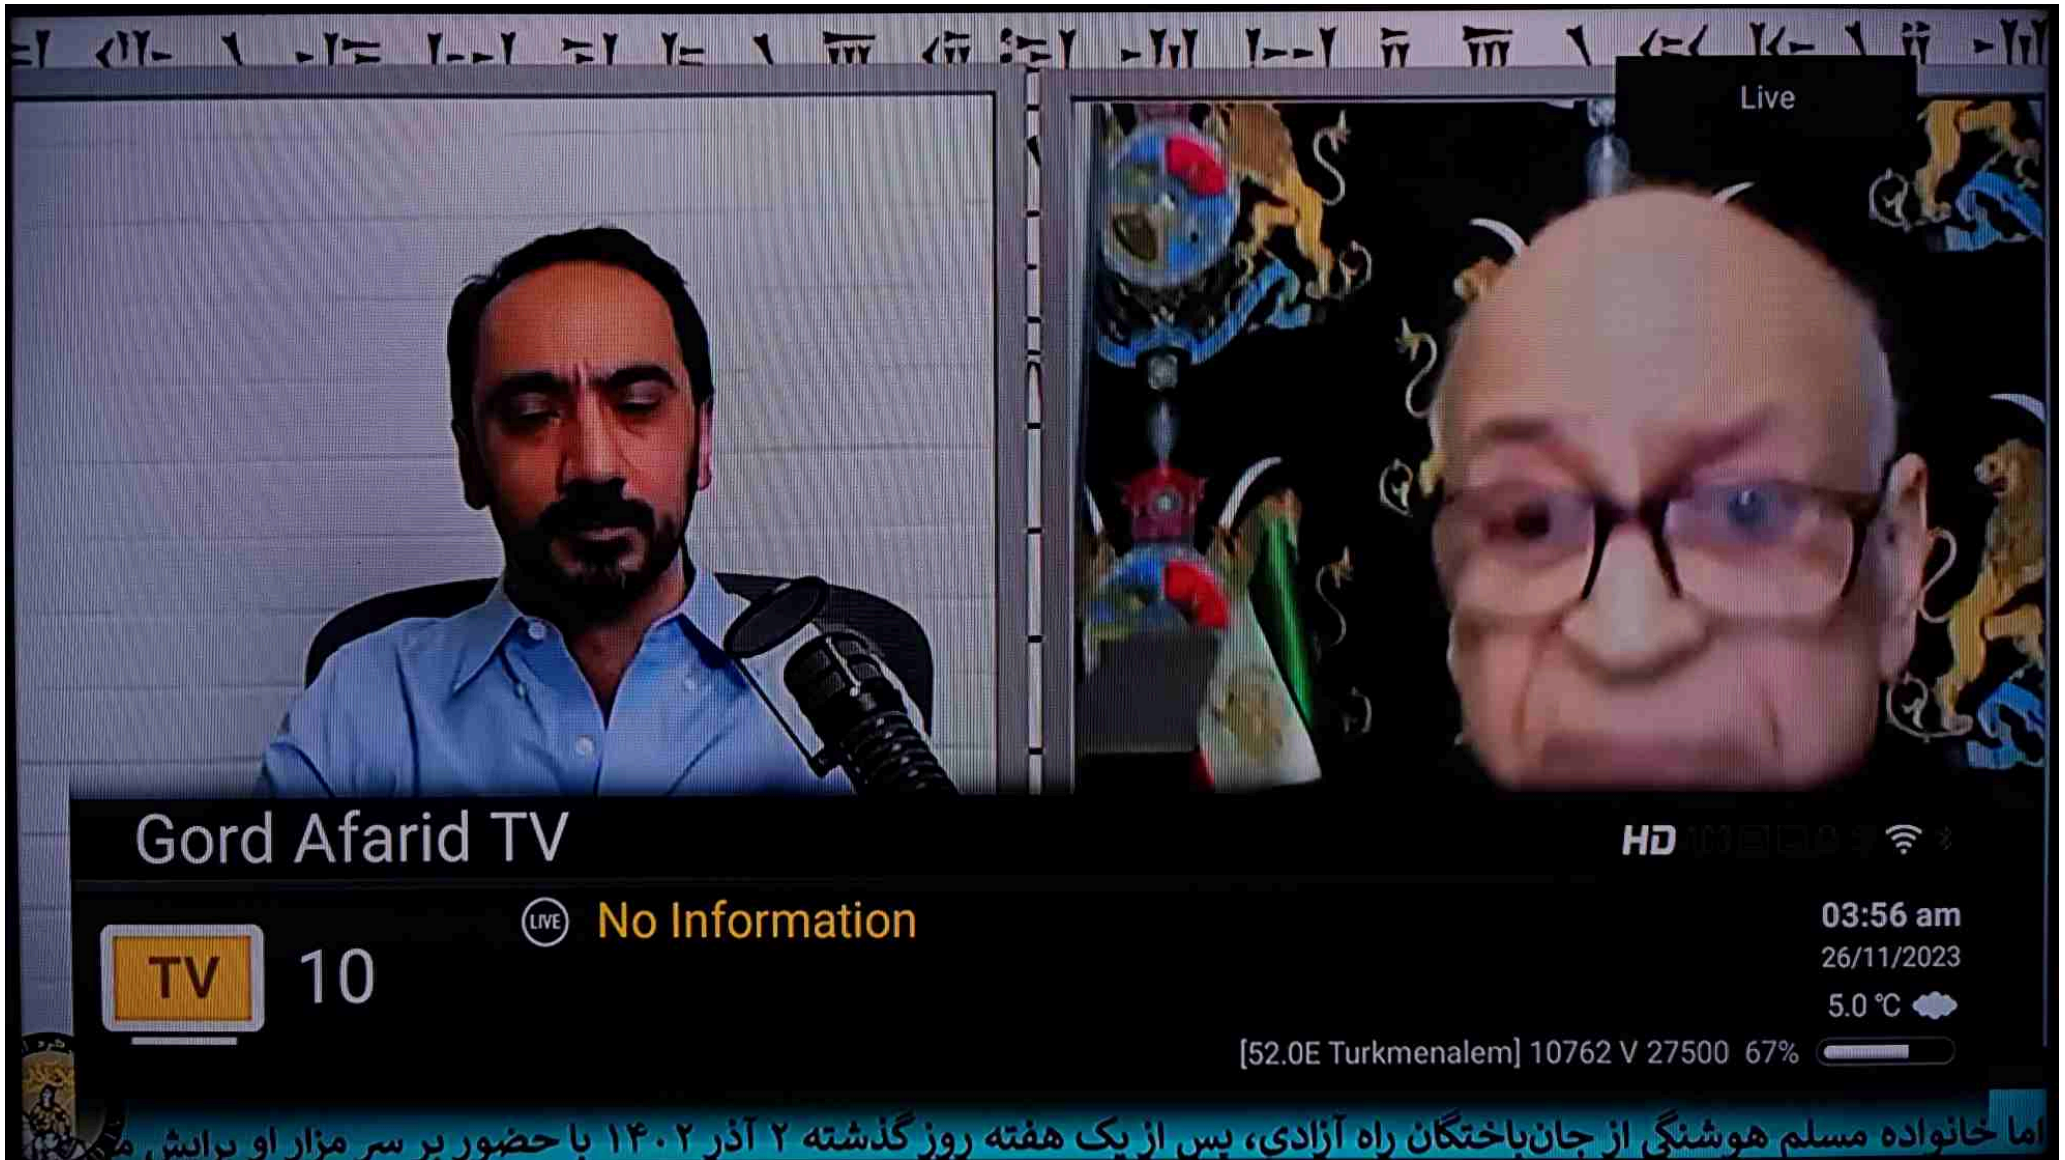 Live
Gord Afarid TV
HD
LIVE No Information
TV 10
03:56 am
26/11/2023
5.0 °C
[52.0E Turkmenalem] 10762 V 27500 67%
اما خانواده مسلم هوشنگی از جان‌باختگان راه آزادی، پس از یک هفته روز گذشته ۲ آذر ۱۴۰۲ با حضور بر سر مزار او برایش